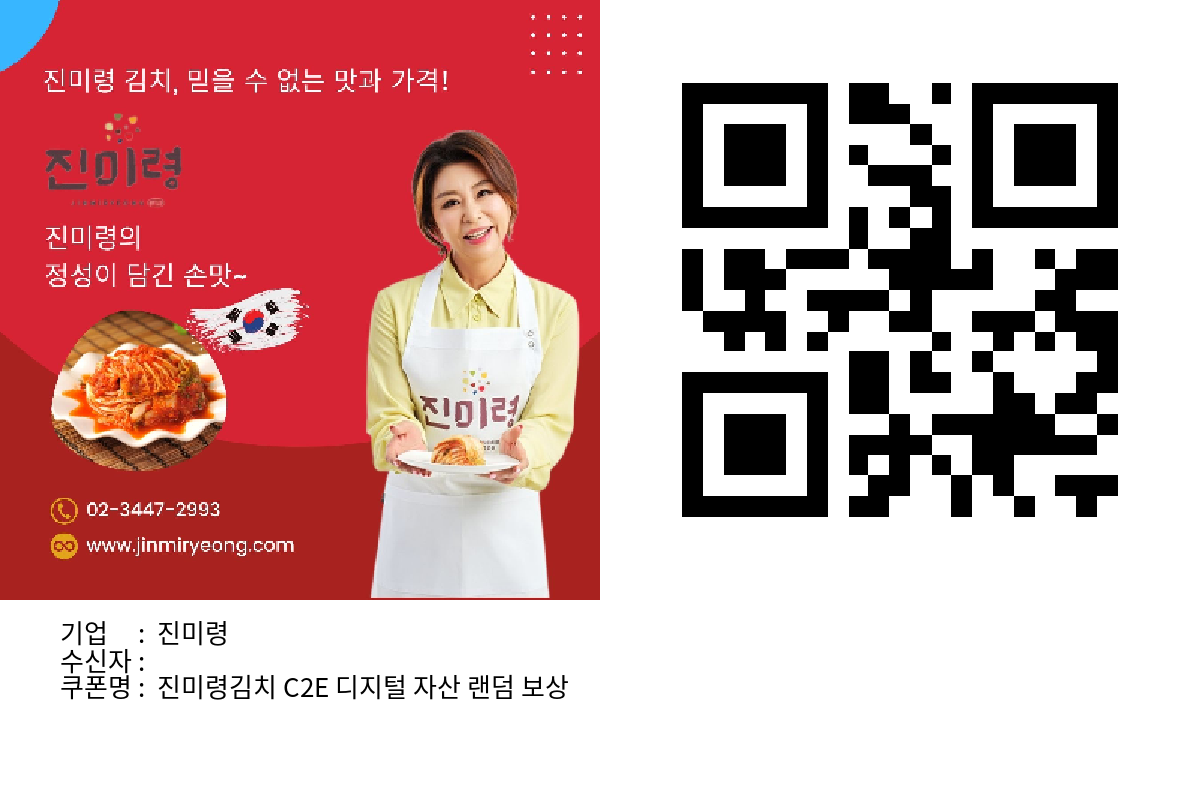 진미령 김치, 믿을 수 없는 맛과 가격!
진미령
진미령의
정성이 담긴 손맛~
진미령
02-3447-2993
www.jinmiryeong.com
기업 : 진미령
수신자 :
쿠폰명 : 진미령김치 C2E 디지털 자산 랜덤 보상